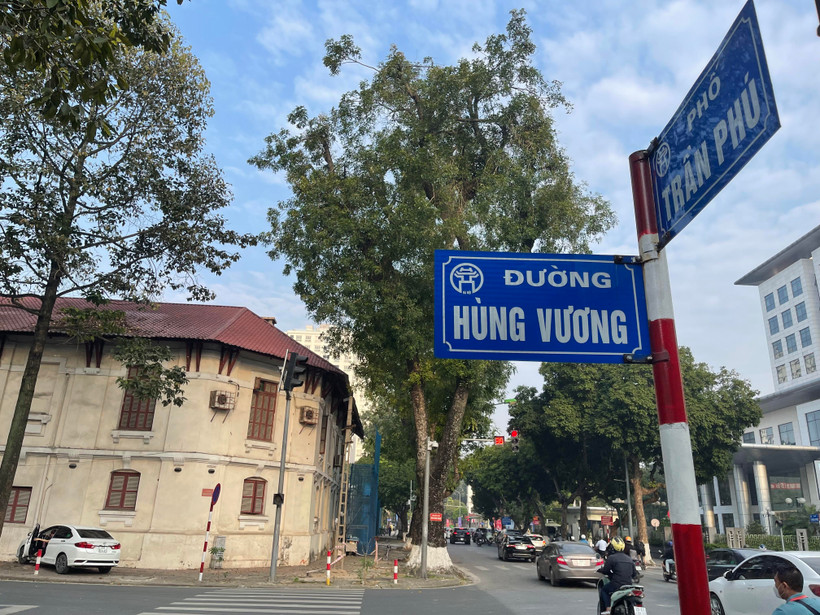 PHỐ
TRẦN PHÚ
ĐƯỜNG
HÙNG VƯƠNG